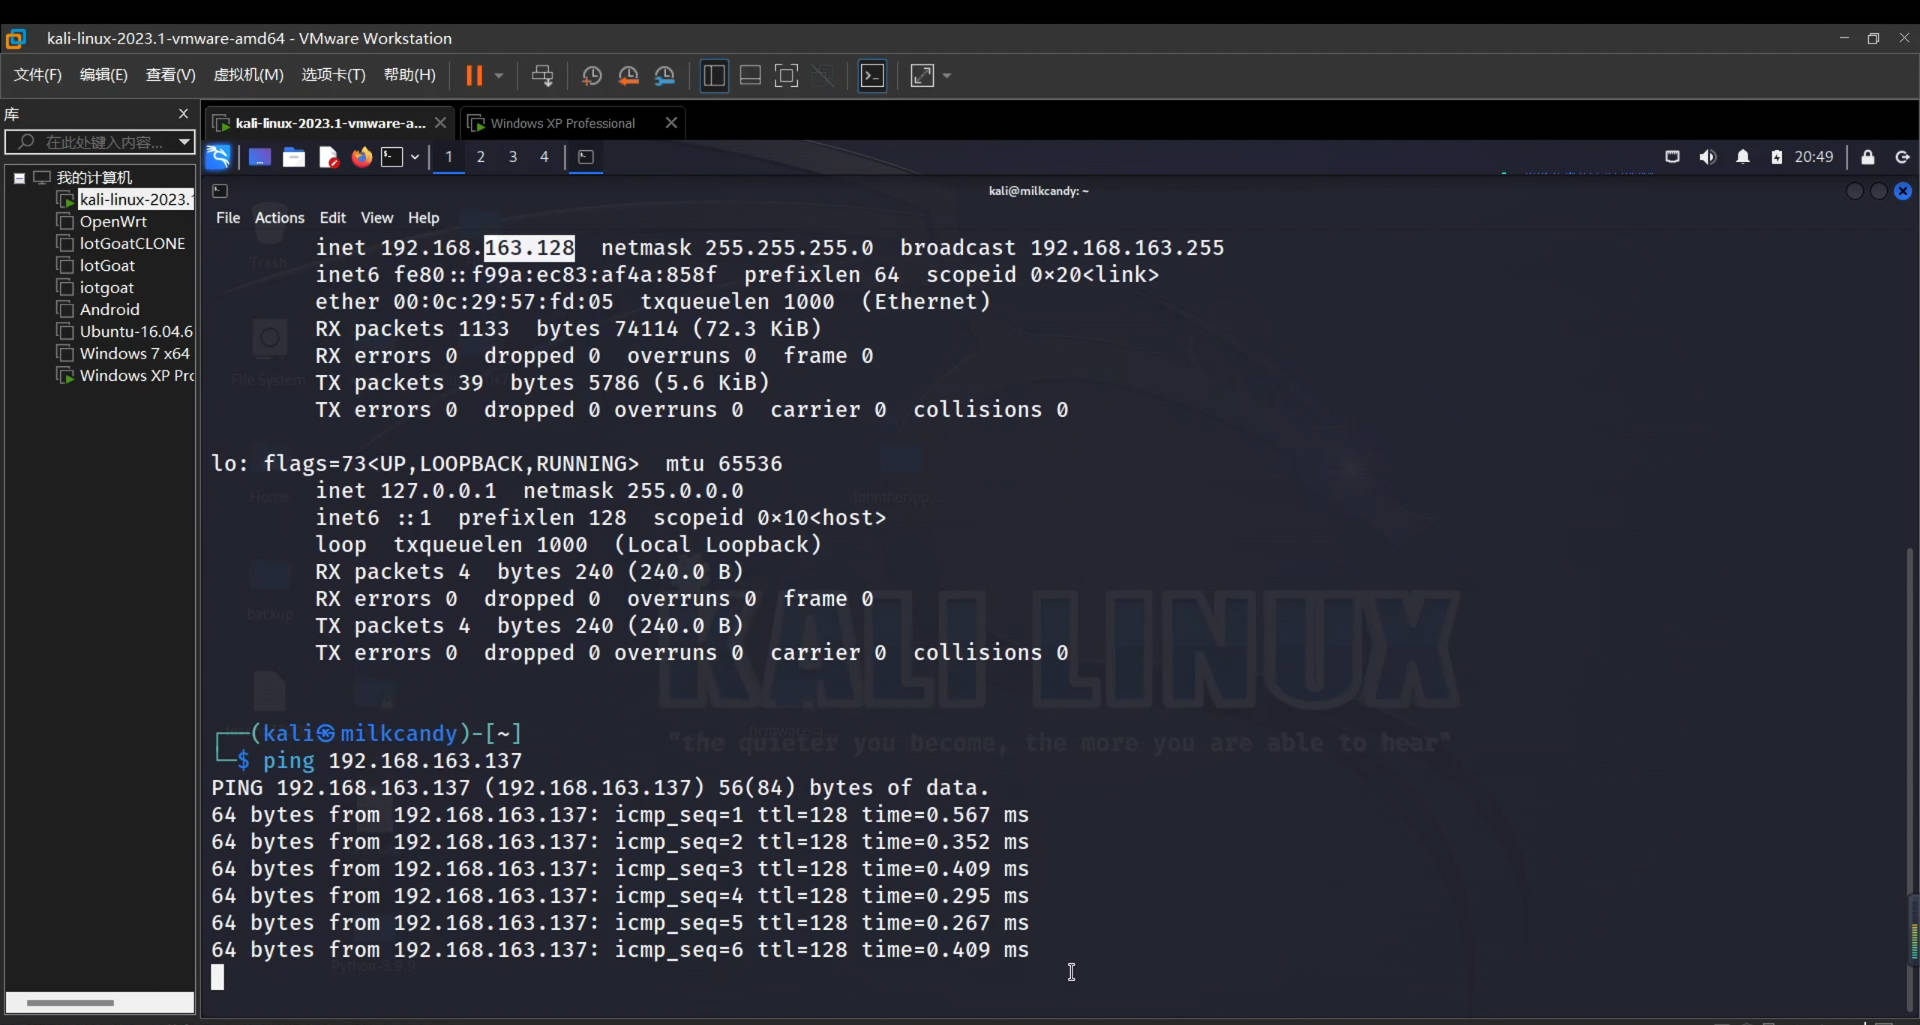 kali-linux-2023.1-vmware-amd64 - VMware Workstation
文件(F) 编辑(E) 查看(V) 虚拟机(M) 选项卡(T) 帮助(H)
库
在此处键入内容...
我的计算机
kali-linux-2023.1
OpenWrt
IotGoatCLONE
IotGoat
iotgoat
Android
Ubuntu-16.04.6
Windows 7 x64
Windows XP Pro
kali-linux-2023.1-vmware-a...
Windows XP Professional
1 2 3 4
20:49
kali@milkcandy: ~
File Actions Edit View Help
inet 192.168.163.128 netmask 255.255.255.0 broadcast 192.168.163.255
inet6 fe80::f99a:ec83:af4a:858f prefixlen 64 scopeid 0×20<link>
ether 00:0c:29:57:fd:05 txqueuelen 1000 (Ethernet)
RX packets 1133 bytes 74114 (72.3 KiB)
RX errors 0 dropped 0 overruns 0 frame 0
TX packets 39 bytes 5786 (5.6 KiB)
TX errors 0 dropped 0 overruns 0 carrier 0 collisions 0
lo: flags=73<UP,LOOPBACK,RUNNING> mtu 65536
inet 127.0.0.1 netmask 255.0.0.0
inet6 ::1 prefixlen 128 scopeid 0×10<host>
loop txqueuelen 1000 (Local Loopback)
RX packets 4 bytes 240 (240.0 B)
RX errors 0 dropped 0 overruns 0 frame 0
TX packets 4 bytes 240 (240.0 B)
TX errors 0 dropped 0 overruns 0 carrier 0 collisions 0
┌──(kali㉿milkcandy)-[~]
└─$ ping 192.168.163.137
PING 192.168.163.137 (192.168.163.137) 56(84) bytes of data.
64 bytes from 192.168.163.137: icmp_seq=1 ttl=128 time=0.567 ms
64 bytes from 192.168.163.137: icmp_seq=2 ttl=128 time=0.352 ms
64 bytes from 192.168.163.137: icmp_seq=3 ttl=128 time=0.409 ms
64 bytes from 192.168.163.137: icmp_seq=4 ttl=128 time=0.295 ms
64 bytes from 192.168.163.137: icmp_seq=5 ttl=128 time=0.267 ms
64 bytes from 192.168.163.137: icmp_seq=6 ttl=128 time=0.409 ms
Trash
File System
Home
backup
KALI LINUX
"the quieter you become, the more you are able to hear"